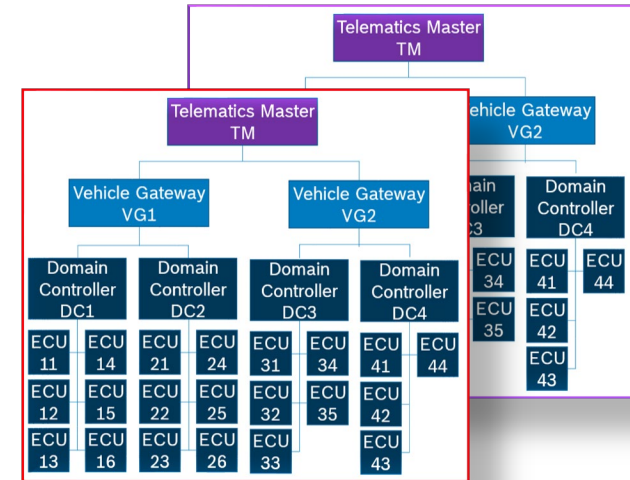 Telematics Master
TM
ehicle Gateway
VG2
ain
oller
C3
Domain
Controller
DC4
ECU
34
ECU
35
ECU
41
ECU
44
ECU
42
ECU
43
Telematics Master
TM
Vehicle Gateway
VG1
Vehicle Gateway
VG2
Domain
Controller
DC1
Domain
Controller
DC2
Domain
Controller
DC3
Domain
Controller
DC4
ECU
11
ECU
14
ECU
21
ECU
24
ECU
31
ECU
34
ECU
41
ECU
44
ECU
12
ECU
15
ECU
22
ECU
25
ECU
32
ECU
35
ECU
42
ECU
13
ECU
16
ECU
23
ECU
26
ECU
33
ECU
43